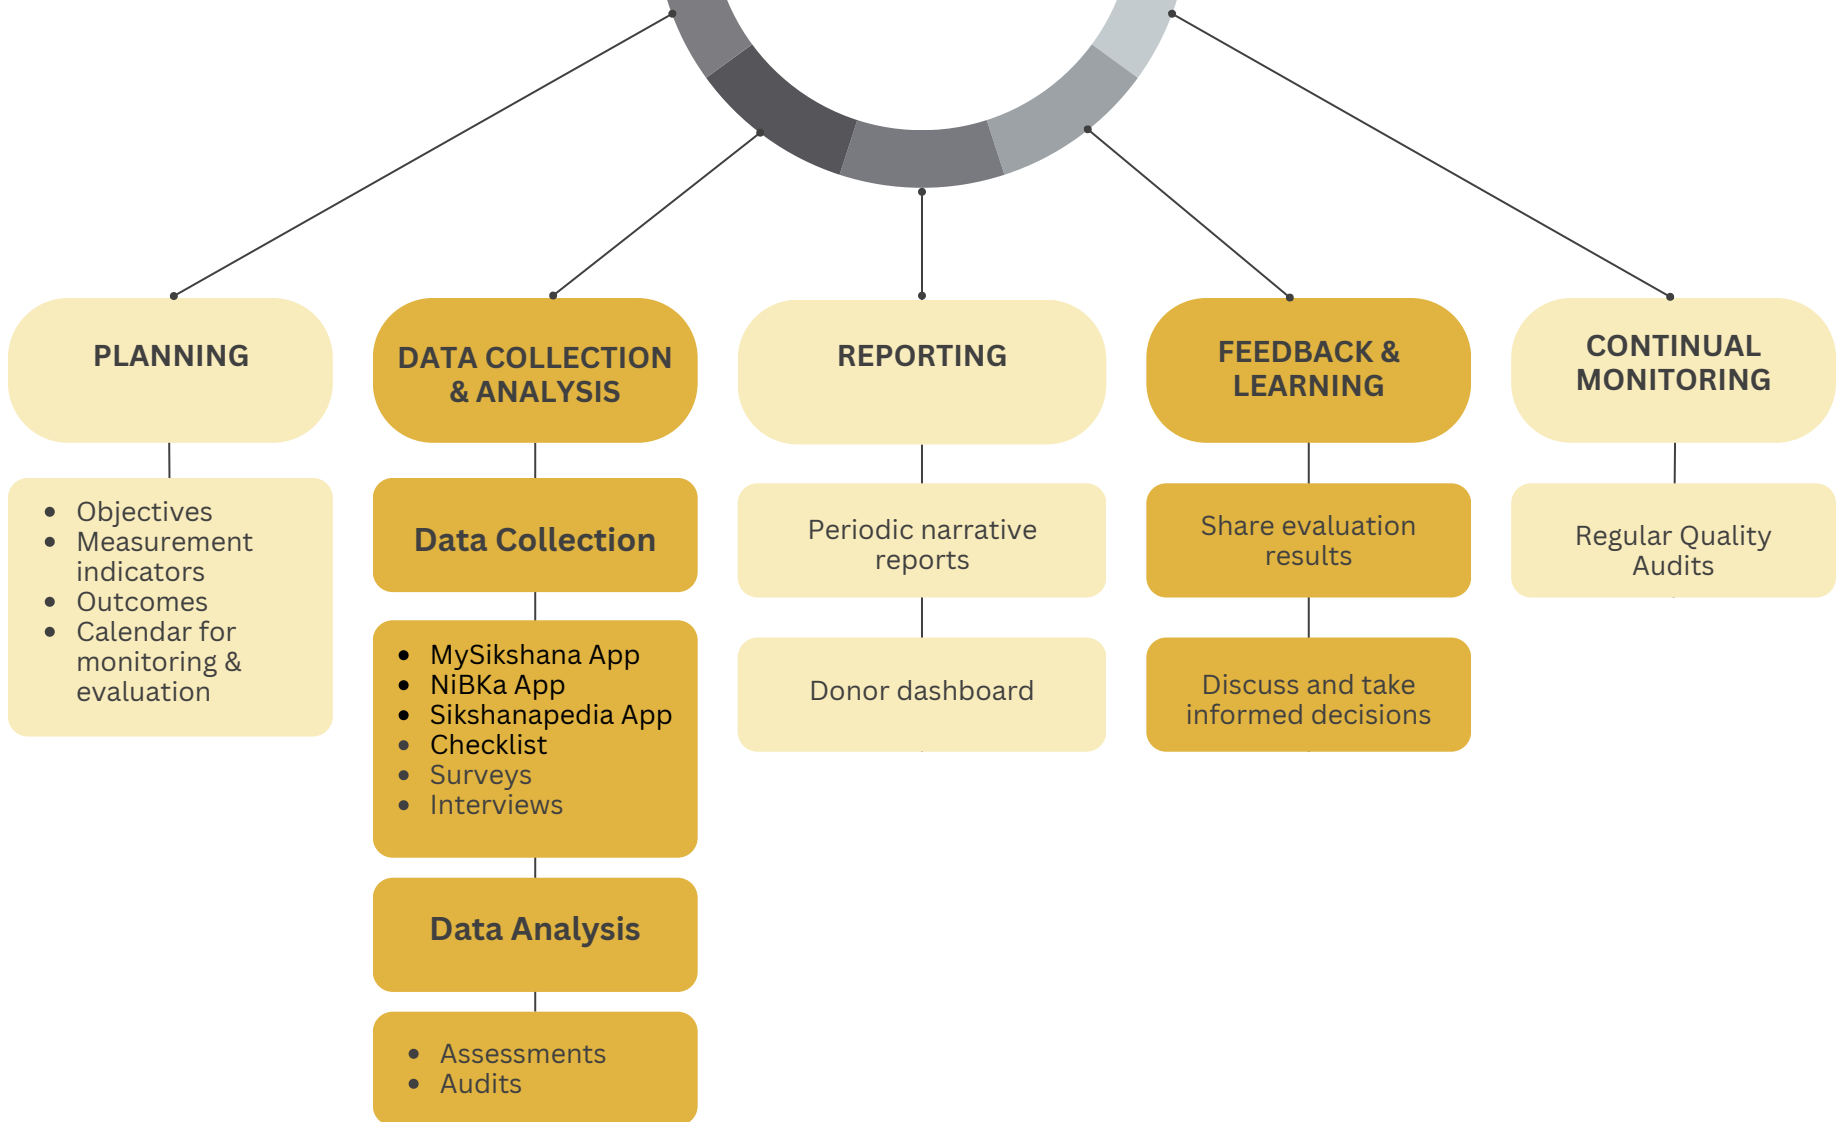 PLANNING
• Objectives
• Measurement
indicators
• Outcomes
• Calendar for
monitoring &
evaluation
DATA COLLECTION
& ANALYSIS
Data Collection
• MySikshana App
• NiBKa App
• Sikshanapedia App
• Checklist
• Surveys
• Interviews
Data Analysis
• Assessments
• Audits
REPORTING
Periodic narrative
reports
Donor dashboard
FEEDBACK &
LEARNING
Share evaluation
results
Discuss and take
informed decisions
CONTINUAL
MONITORING
Regular Quality
Audits